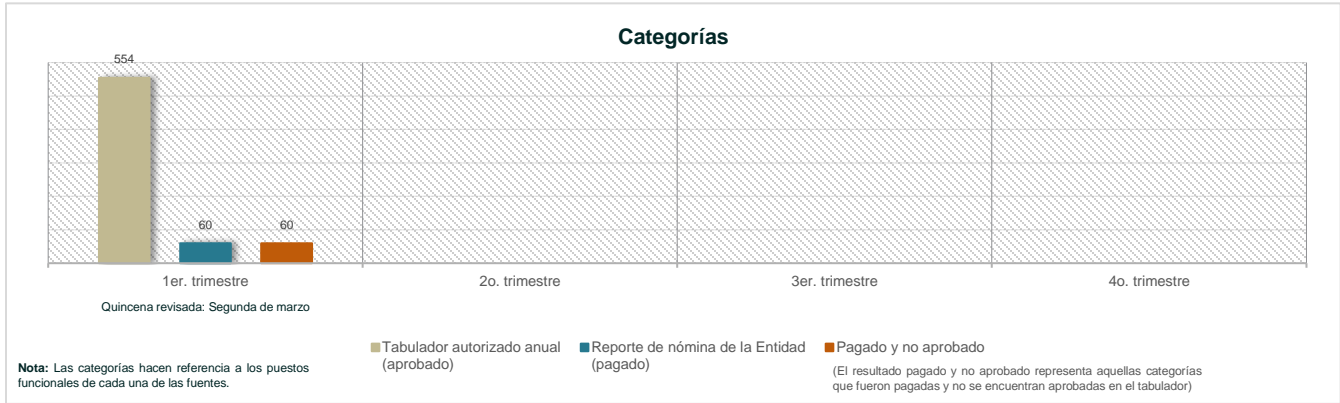 Categorías
554
60
60
1er. trimestre
2o. trimestre
3er. trimestre
4o. trimestre
Quincena revisada: Segunda de marzo
Tabulador autorizado anual
(aprobado)
Reporte de nómina de la Entidad
(pagado)
Pagado y no aprobado
(El resultado pagado y no aprobado representa aquellas categorías
que fueron pagadas y no se encuentran aprobadas en el tabulador)
Nota: Las categorías hacen referencia a los puestos
funcionales de cada una de las fuentes.